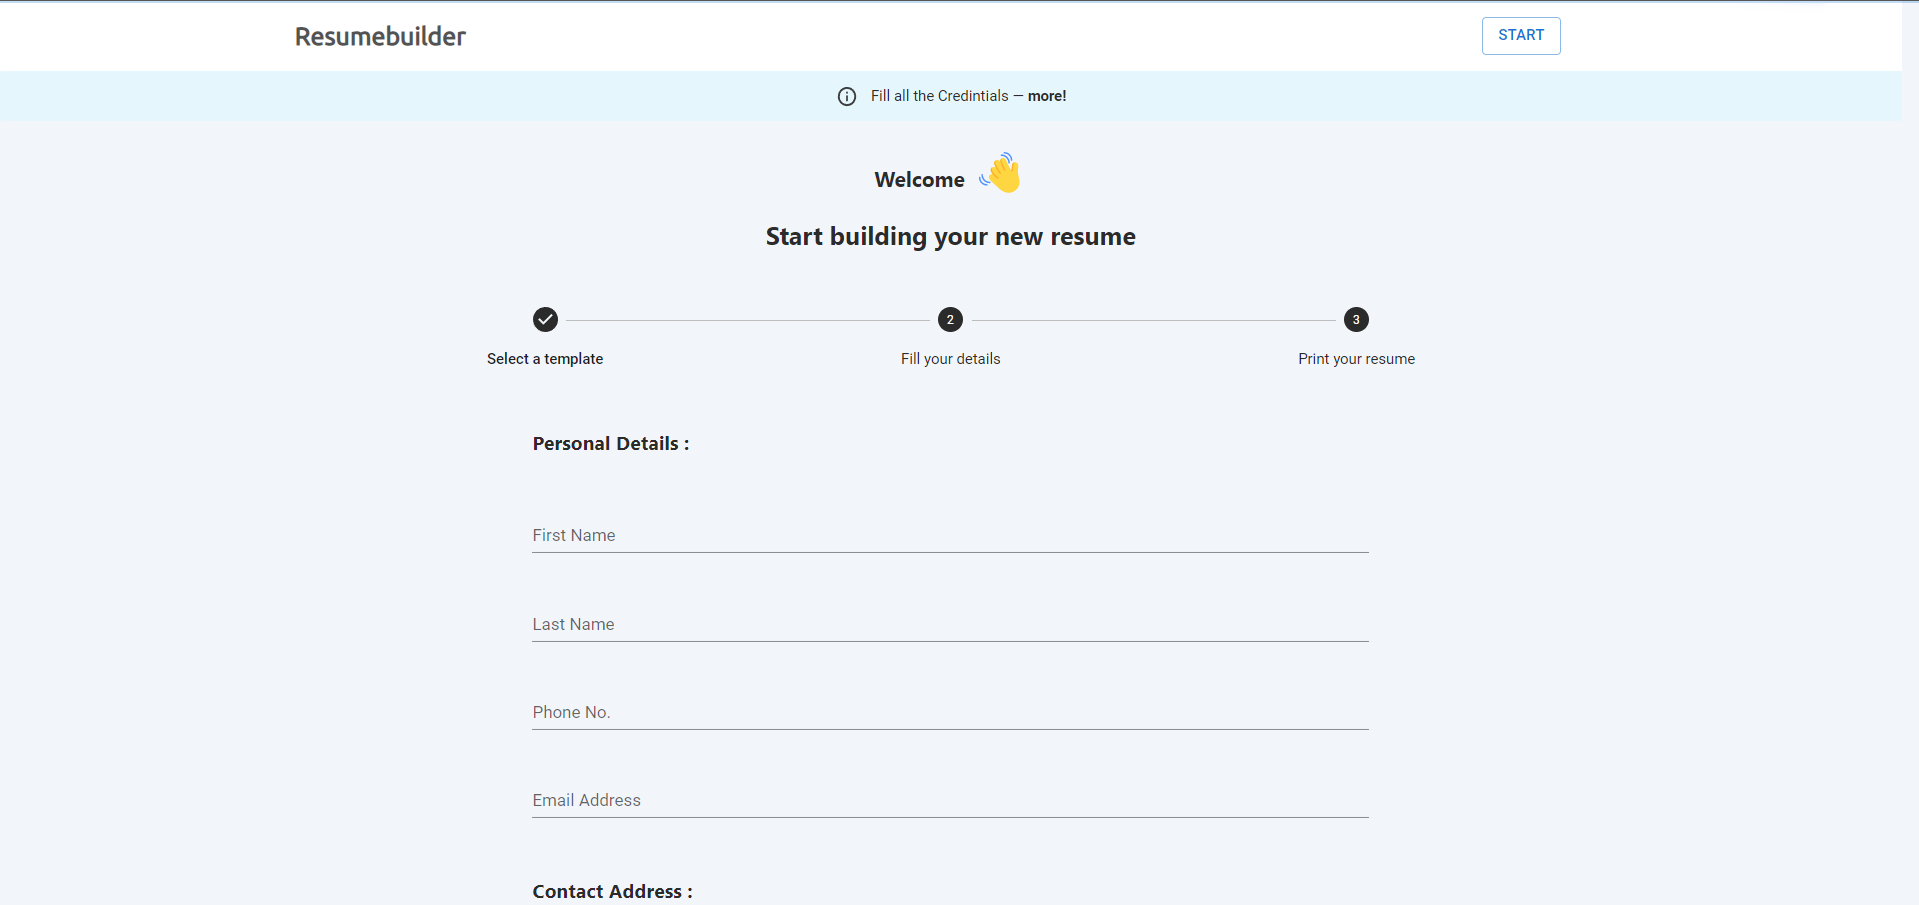 Resumebuilder
START
Fill all the Credintials — more!
Welcome
Start building your new resume
2
3
Select a template
Fill your details
Print your resume
Personal Details :
First Name
Last Name
Phone No.
Email Address
Contact Address :